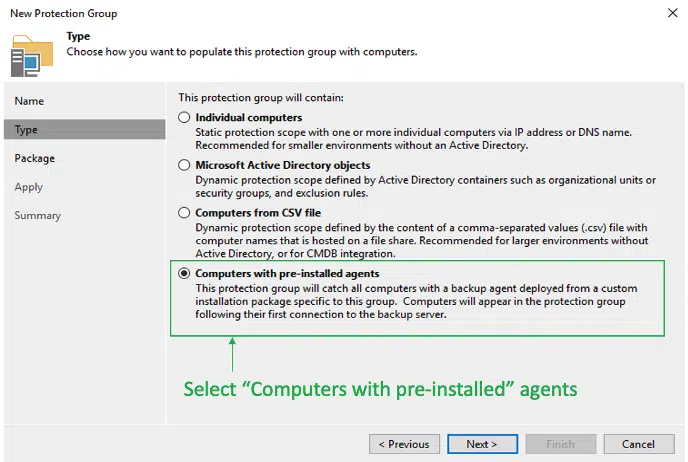 New Protection Group
Type
Choose how you want to populate this protection group with computers.
Name
Type
Package
Apply
Summary
This protection group will contain:
Individual computers
Static protection scope with one or more individual computers via IP address or DNS name.
Recommended for smaller environments without an Active Directory.
Microsoft Active Directory objects
Dynamic protection scope defined by Active Directory containers such as organizational units or
security groups, and exclusion rules.
Computers from CSV file
Dynamic protection scope defined by the content of a comma-separated values (.csv) file with
computer names that is hosted on a file share. Recommended for larger environments without
Active Directory, or for CMDB integration.
Computers with pre-installed agents
This protection group will catch all computers with a backup agent deployed from a custom
installation package specific to this group. Computers will appear in the protection group
following their first connection to the backup server.
Select “Computers with pre-installed” agents
< Previous
Next >
Finish
Cancel